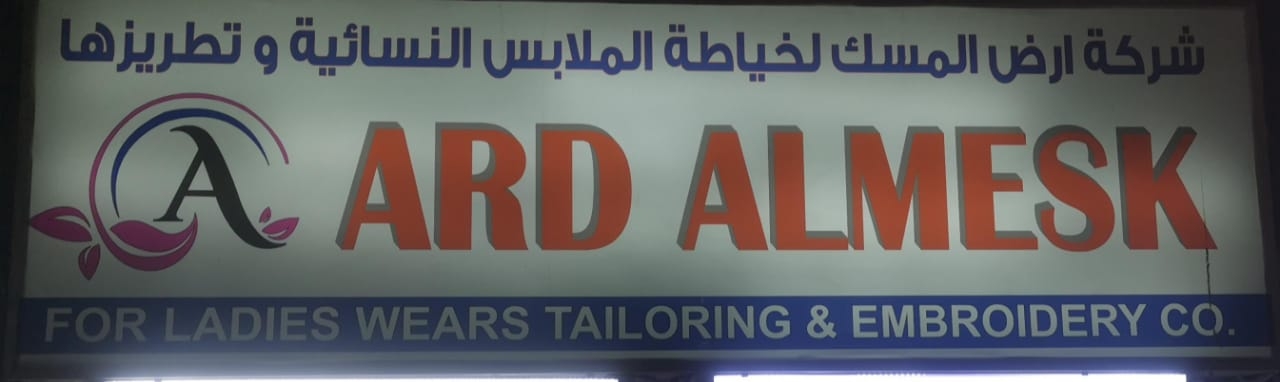 شركة ارض المسك لخياطة الملابس النسائية و تطريزها
A
ARD ALMESK
FOR LADIES WEARS TAILORING & EMBROIDERY CO.